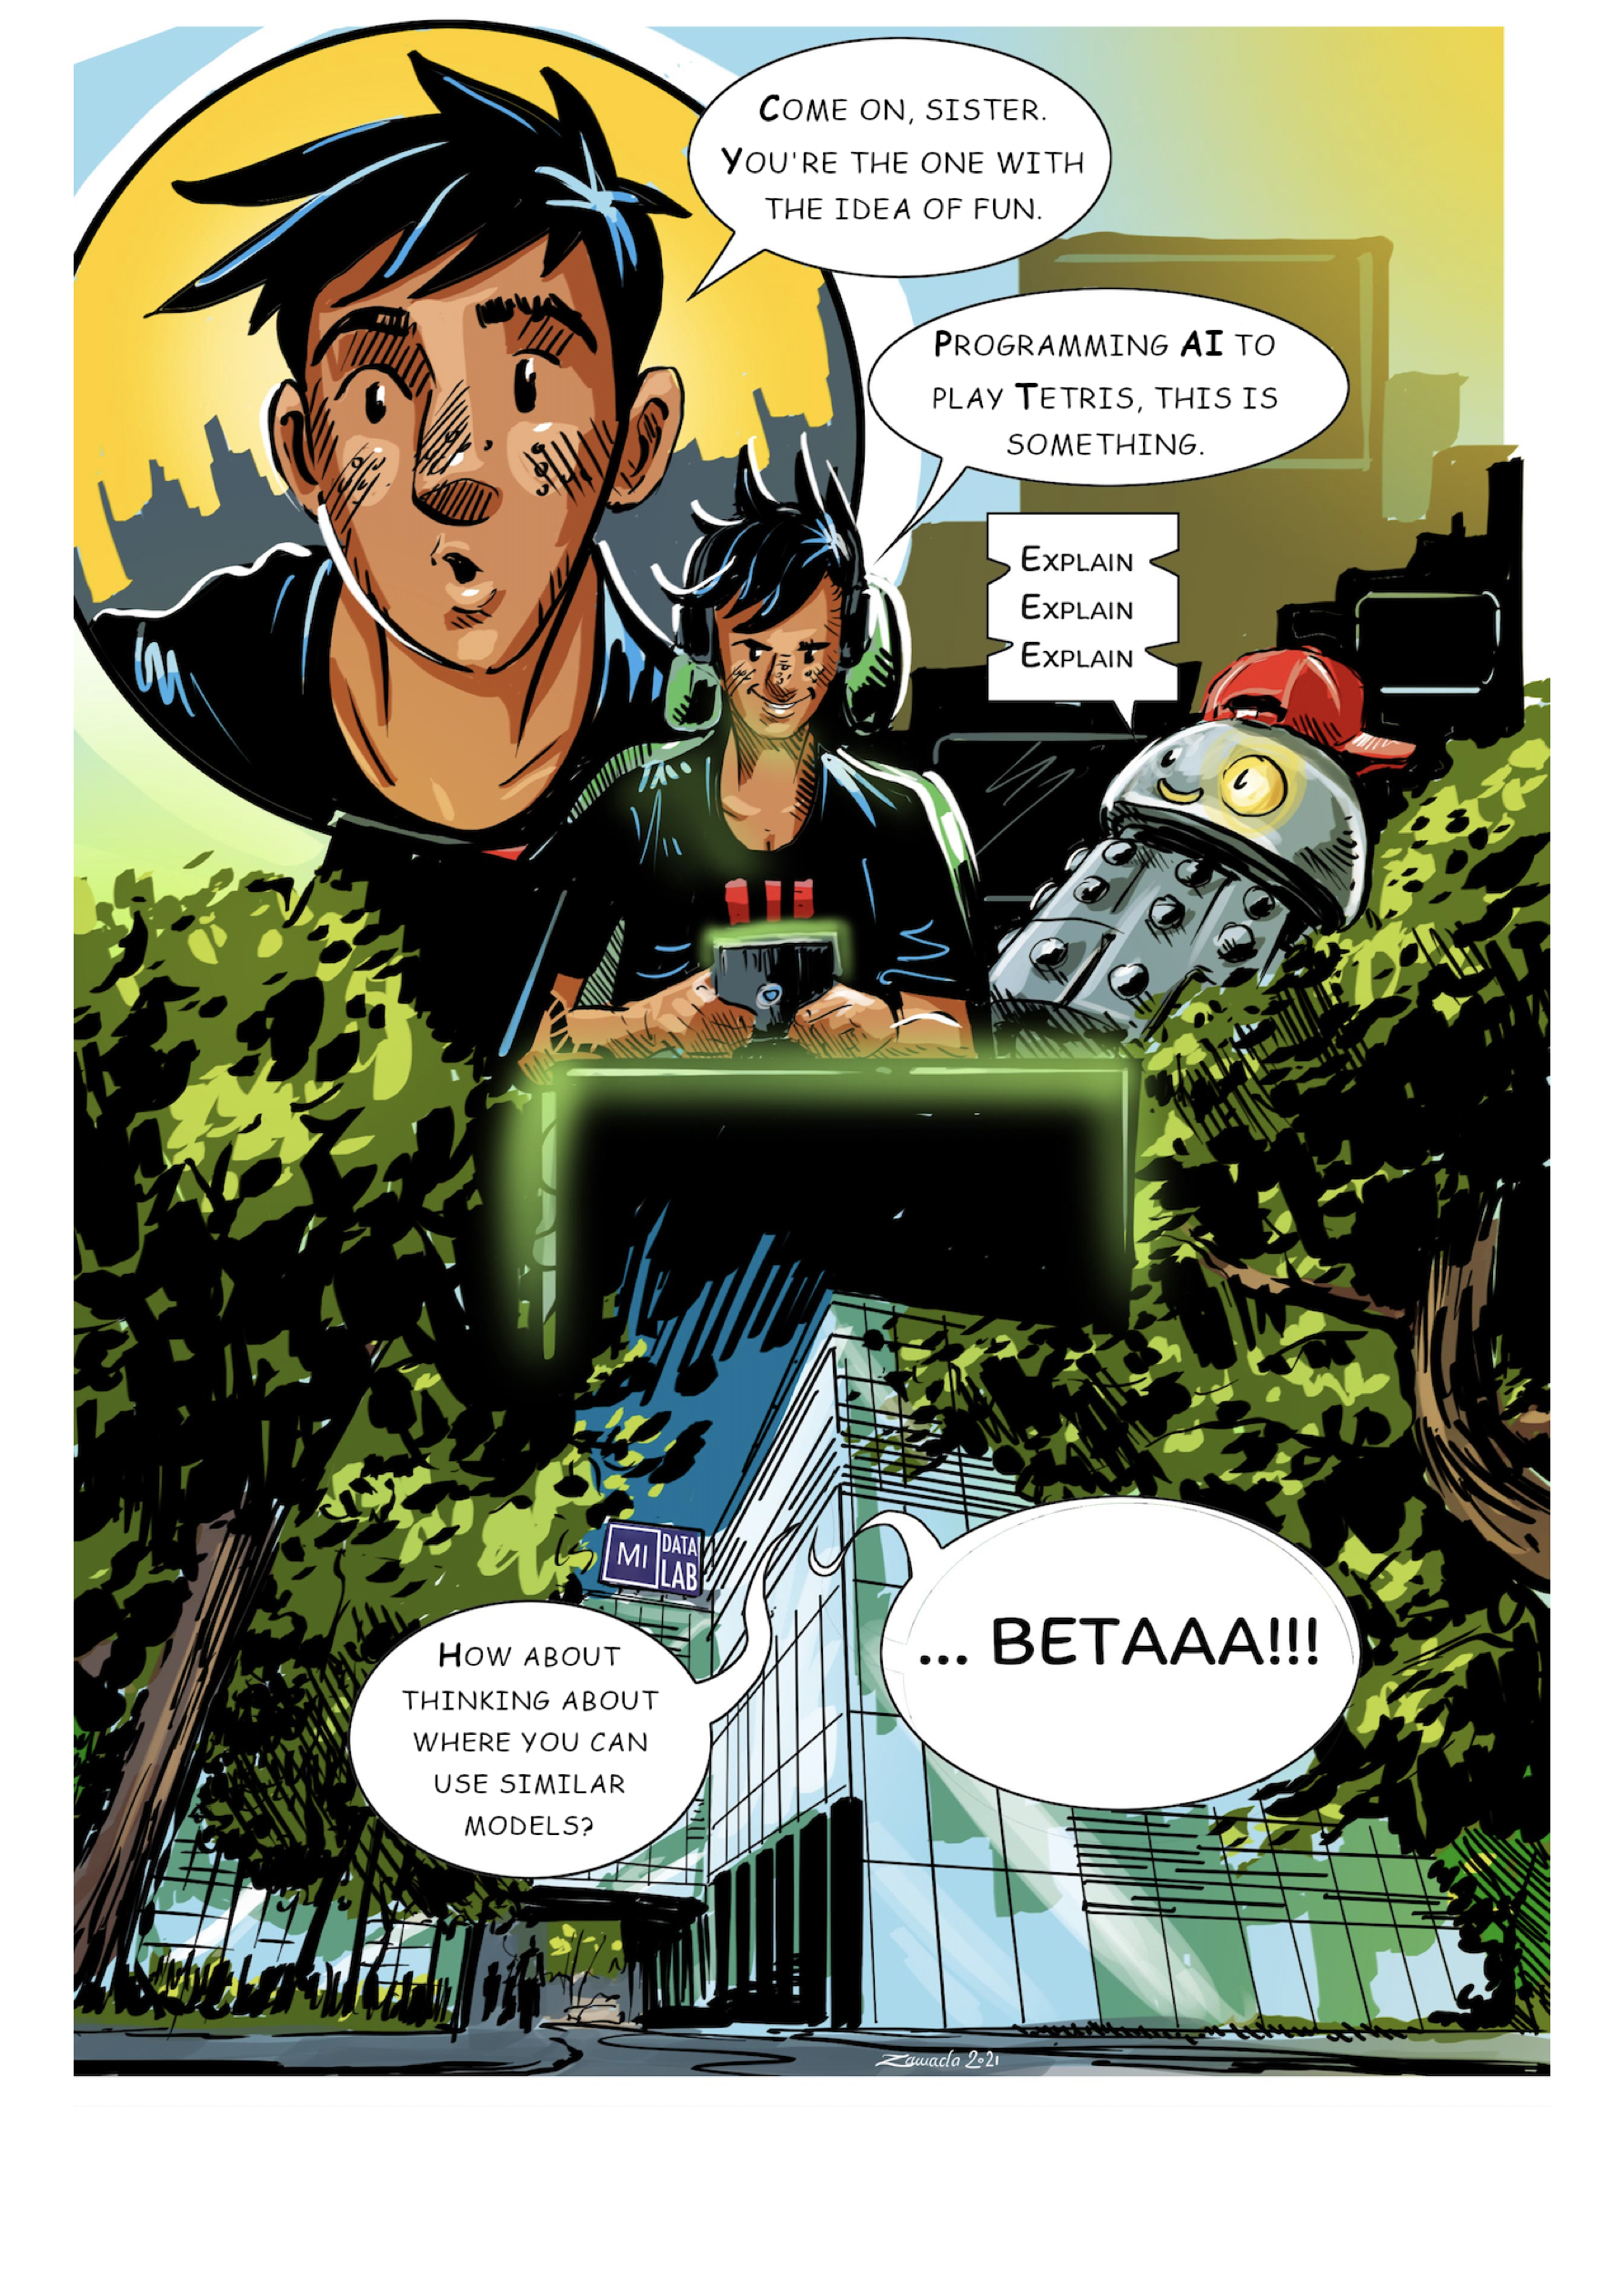 COME ON, SISTER.
YOU'RE THE ONE WITH
THE IDEA OF FUN.
PROGRAMMING AI TO
PLAY TETRIS, THIS IS
SOMETHING.
EXPLAIN
EXPLAIN
EXPLAIN
MI DATA
LAB
HOW ABOUT
THINKING ABOUT
WHERE YOU CAN
USE SIMILAR
MODELS?
... BETAAA!!!
Zawada 2021